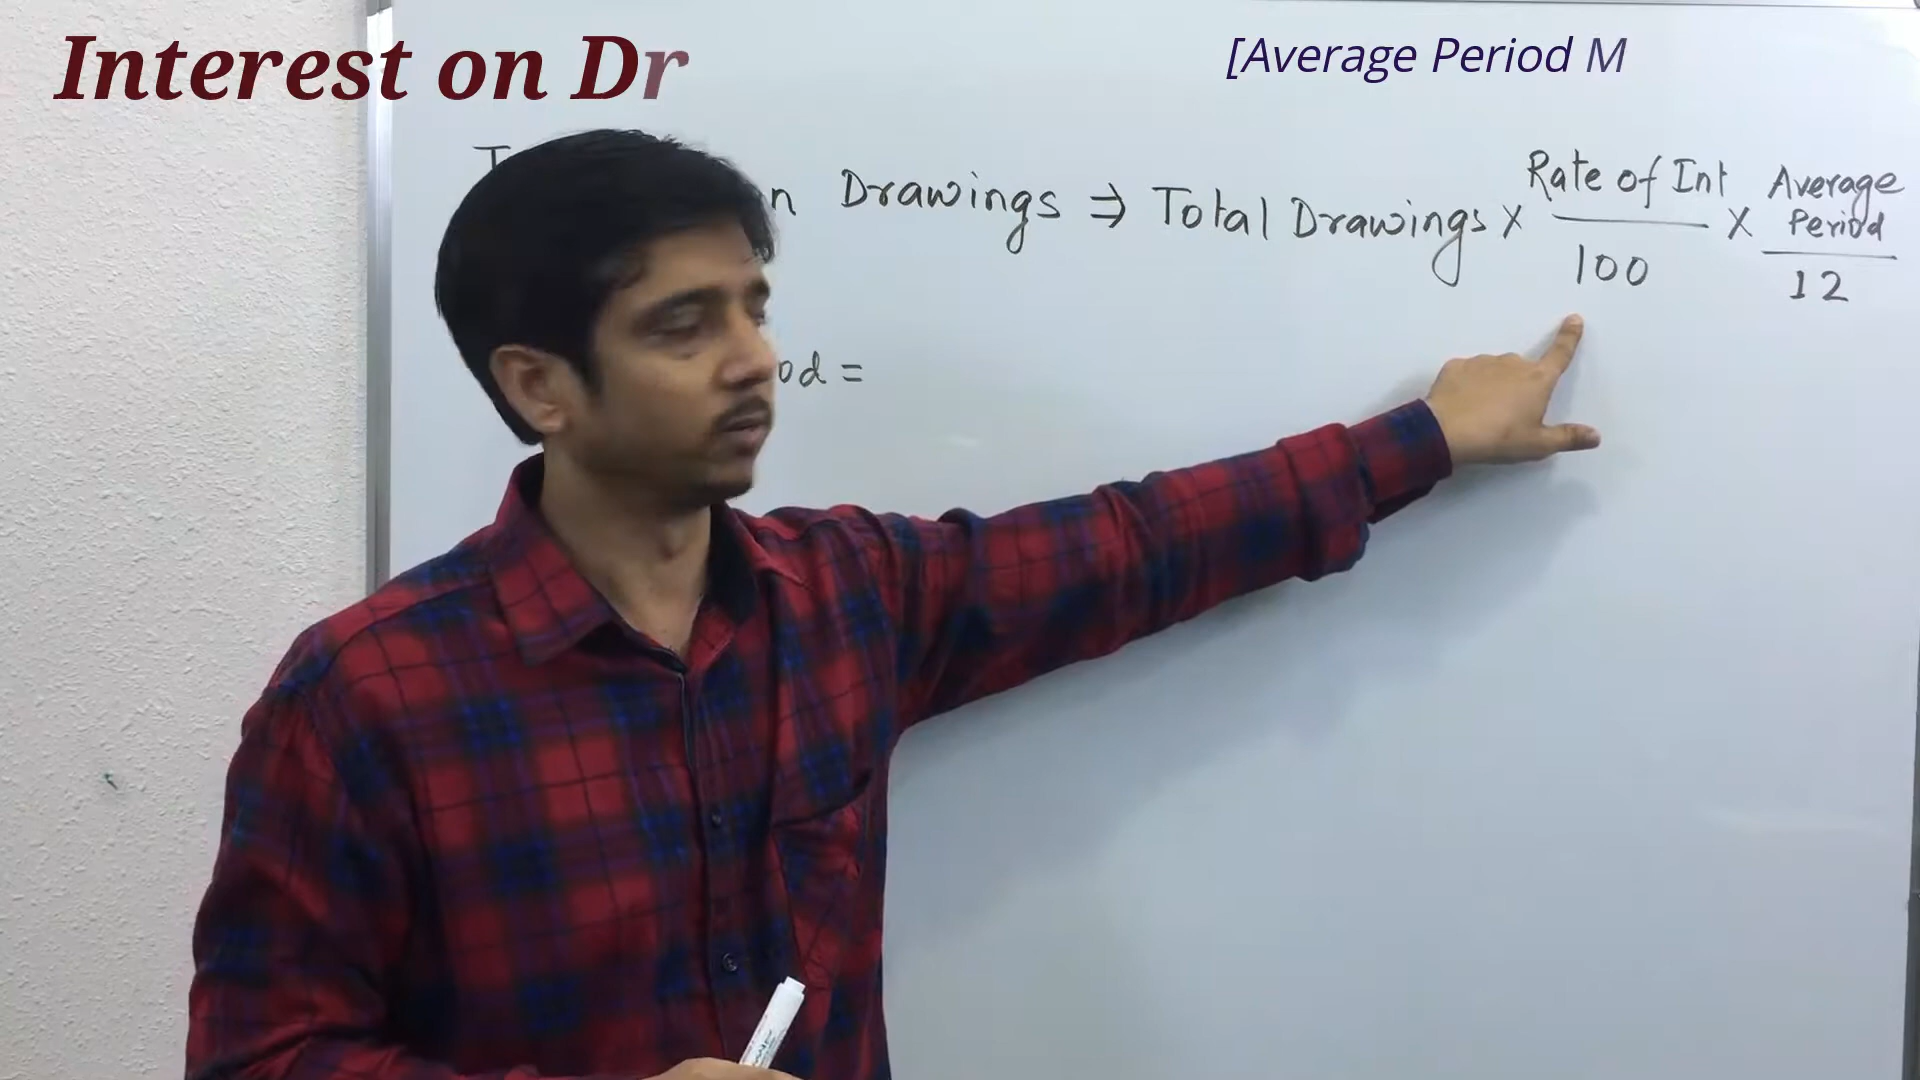 Interest on Dr
[Average Period M
n Drawings ⇒ Total Drawings × Rate of Int / 100 × Average Period / 12
od =